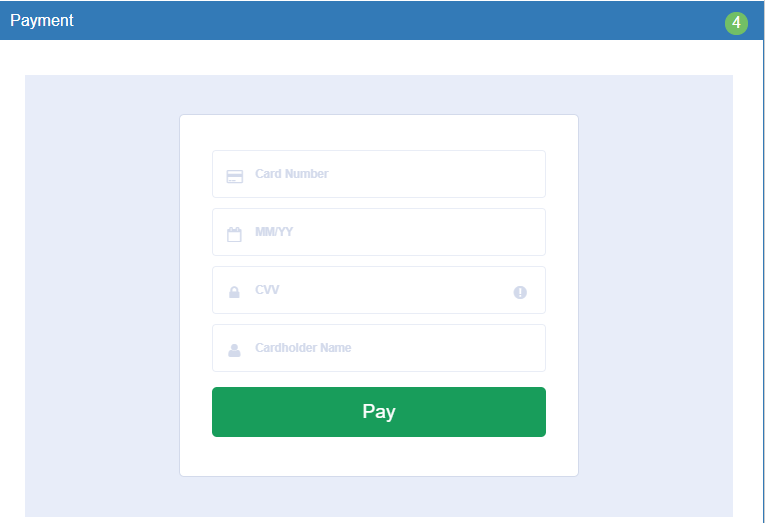 Payment
4
Card Number
MM/YY
CVV
Cardholder Name
Pay